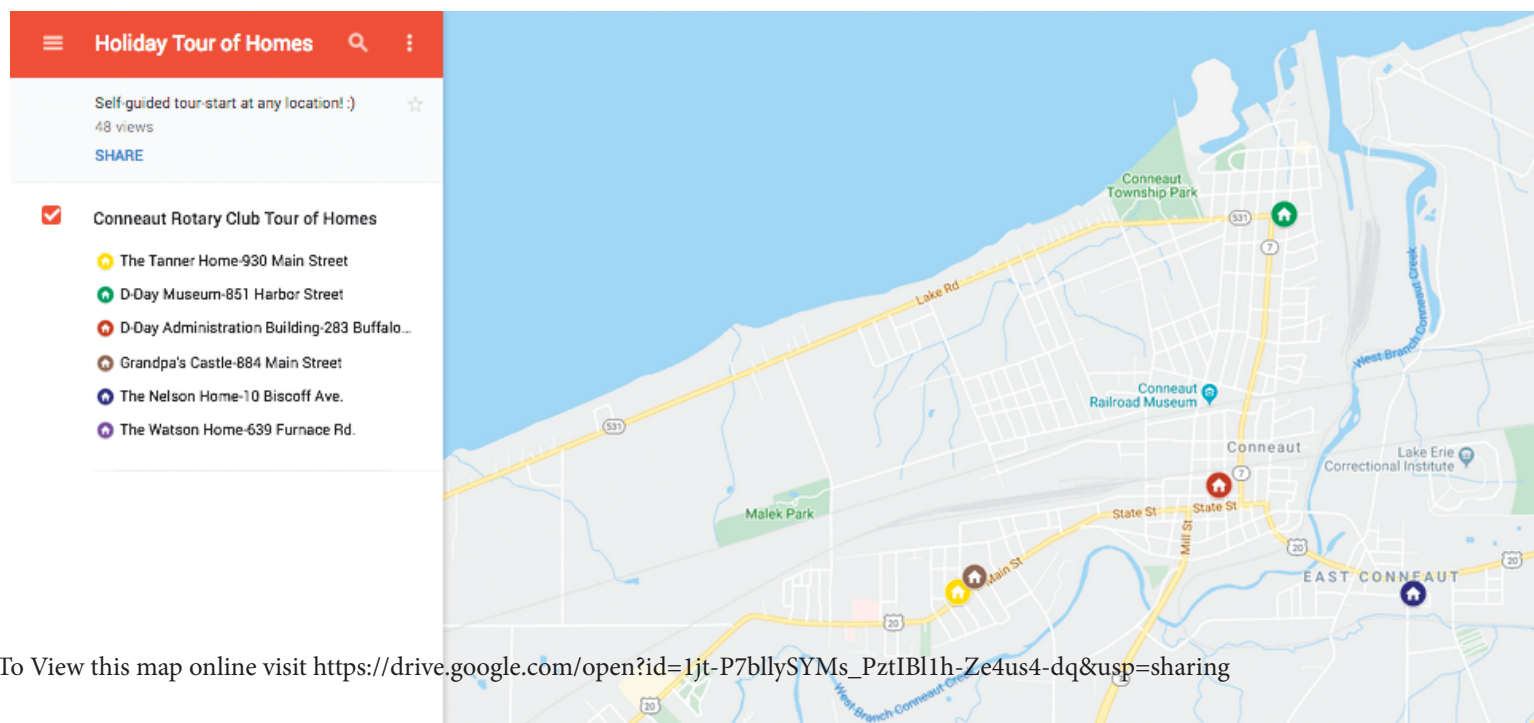 Holiday Tour of Homes
Self-guided tour-start at any location! :)
48 views
SHARE
Conneaut Rotary Club Tour of Homes
The Tanner Home-930 Main Street
D-Day Museum-851 Harbor Street
D-Day Administration Building-283 Buffalo...
Grandpa's Castle-884 Main Street
The Nelson Home-10 Biscoff Ave.
The Watson Home-639 Furnace Rd.
Conneaut
Township Park
531
7
Lake Rd
West Branch Conneaut Creek
Conneaut
Railroad Museum
531
Conneaut
Lake Erie
Correctional Institute
7
Malek Park
State St
State St
Mill St
20
20
Main St
EAST CONNEAUT
20
To View this map online visit https://drive.google.com/open?id=1jt-P7bllySYMs_PztIBl1h-Ze4us4-dq&usp=sharing
20
West Branch Conneaut Creek